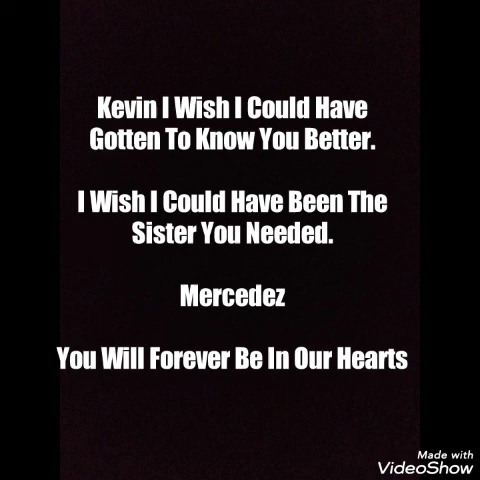 Kevin I Wish I Could Have
Gotten To Know You Better.
I Wish I Could Have Been The
Sister You Needed.
Mercedez
You Will Forever Be In Our Hearts
Made with
VideoShow